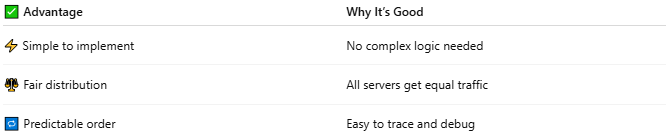 ✅ Advantage Why It's Good
⚡ Simple to implement No complex logic needed
⚖️ Fair distribution All servers get equal traffic
🔁 Predictable order Easy to trace and debug